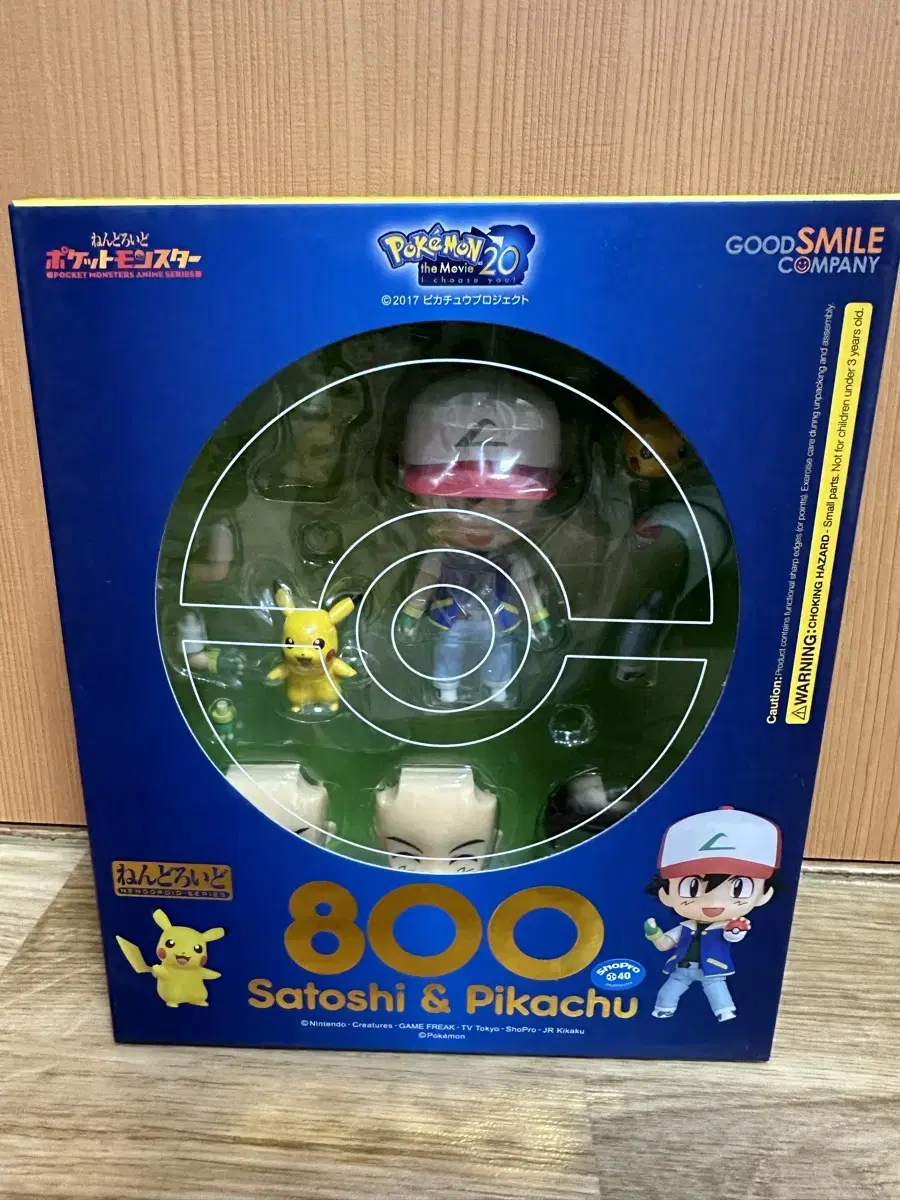 ねんどろいど
ポケットモンスター
POCKET MONSTERS ANIME SERIES
POKéMON
the Movie 20
I choose you!
©2017 ピカチュウプロジェクト
GOOD SMILE
COMPANY
Caution: Product contains functional sharp edges (or points). Exercise care during unpacking and assembly.
WARNING: CHOKING HAZARD - Small parts. Not for children under 3 years old.
ねんどろいど
NENDOROID SERIES
800
ShoPro
40
Satoshi & Pikachu
©Nintendo・Creatures・GAME FREAK・TV Tokyo・ShoPro・JR Kikaku
©Pokémon